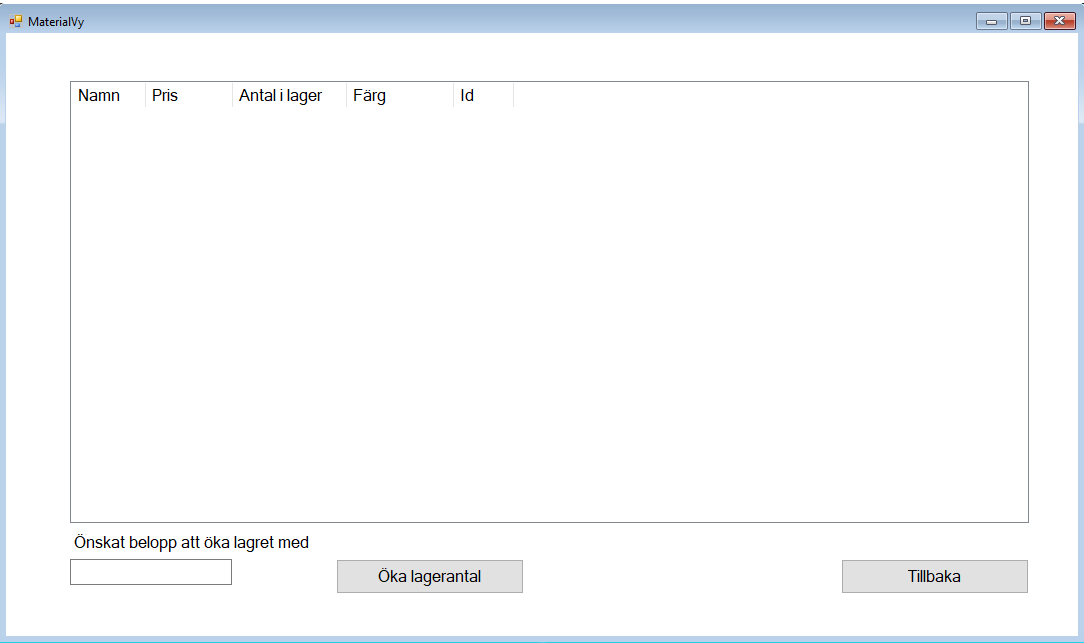 MaterialVy
Namn Pris Antal i lager Färg Id
Önskat belopp att öka lagret med
Öka lagerantal Tillbaka